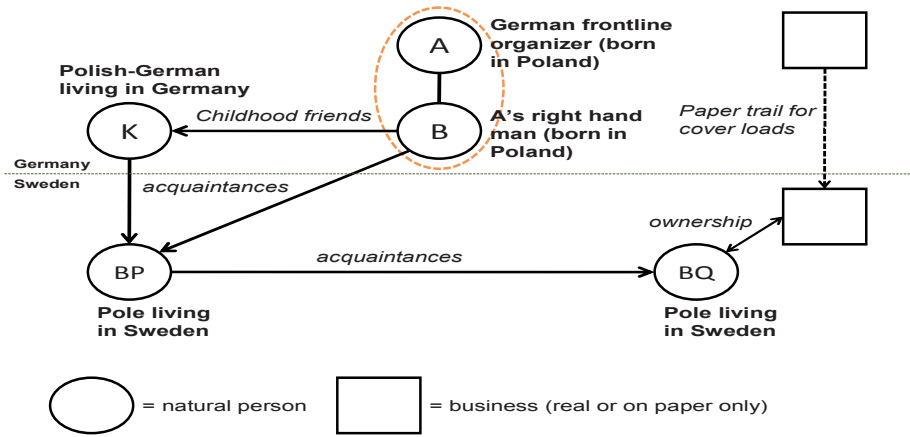 German frontline
organizer (born
in Poland)
A
Polish-German
living in Germany
Childhood friends
K
B
A's right hand
man (born in
Poland)
Paper trail for
cover loads
Germany
Sweden
acquaintances
ownership
acquaintances
BP
BQ
Pole living
in Sweden
Pole living
in Sweden
= natural person
= business (real or on paper only)